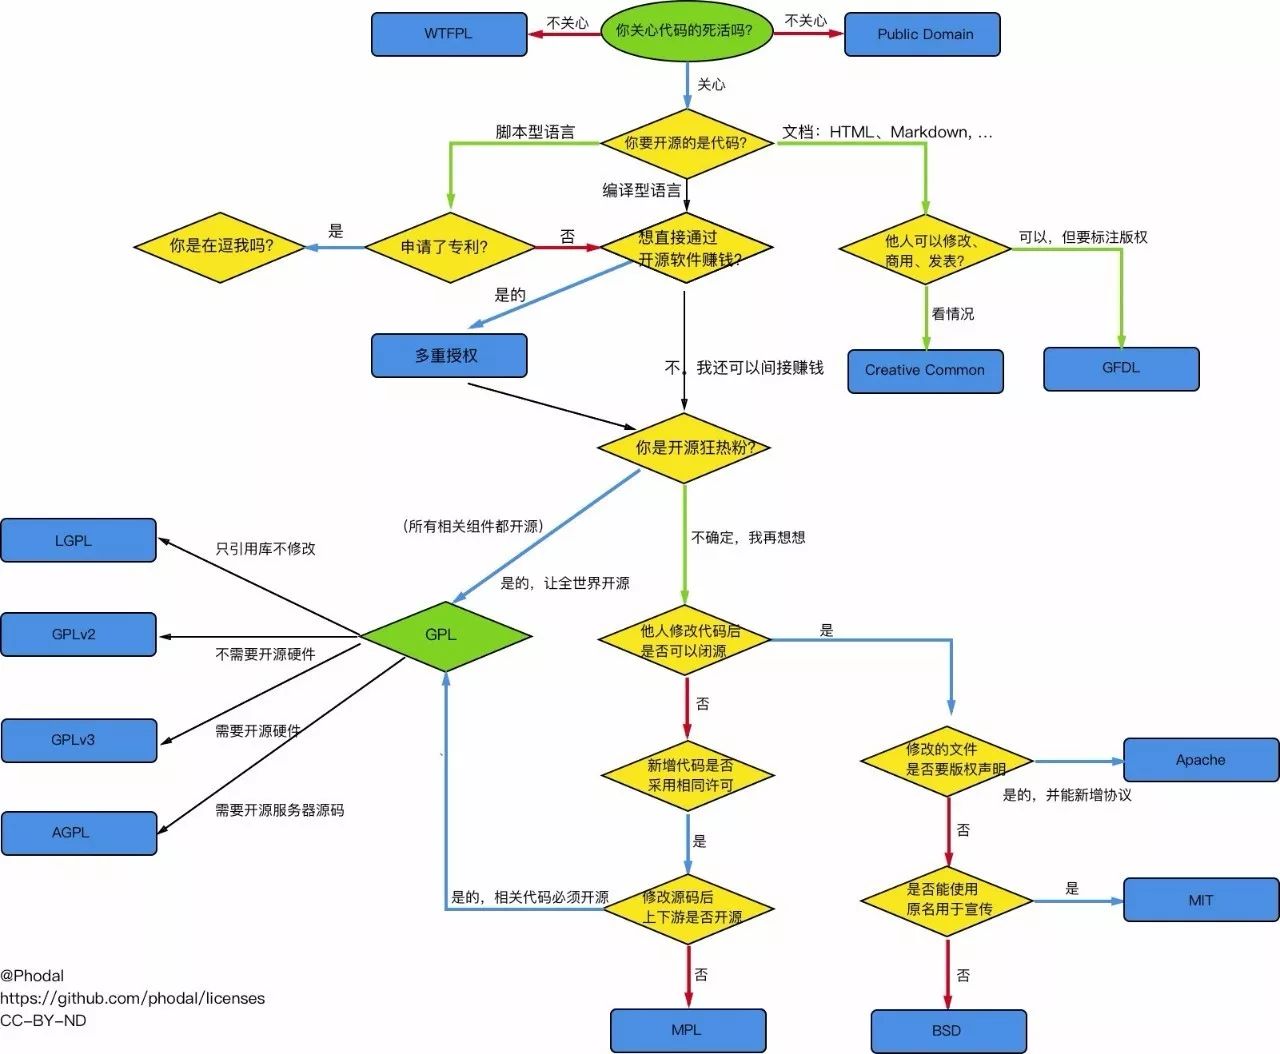 不关心
你关心代码的死活吗?
不关心
WTFPL
Public Domain
关心
脚本型语言
你要开源的是代码?
文档：HTML、Markdown, ...
编译型语言
你是在逗我吗?
是
申请了专利?
否
想直接通过
开源软件赚钱?
他人可以修改、
商用、发表?
可以，但要标注版权
是的
看情况
多重授权
不。我还可以间接赚钱
Creative Common
GFDL
你是开源狂热粉?
(所有相关组件都开源)
不确定，我再想想
LGPL
只引用库不修改
是的，让全世界开源
GPLv2
GPL
不需要开源硬件
他人修改代码后
是否可以闭源
是
否
GPLv3
需要开源硬件
新增代码是否
采用相同许可
修改的文件
是否要版权声明
Apache
是的，并能新增协议
AGPL
需要开源服务器源码
是
否
是的，相关代码必须开源
修改源码后
上下游是否开源
是否能使用
原名用于宣传
是
MIT
否
否
MPL
BSD
@Phodal
https://github.com/phodal/licenses
CC-BY-ND